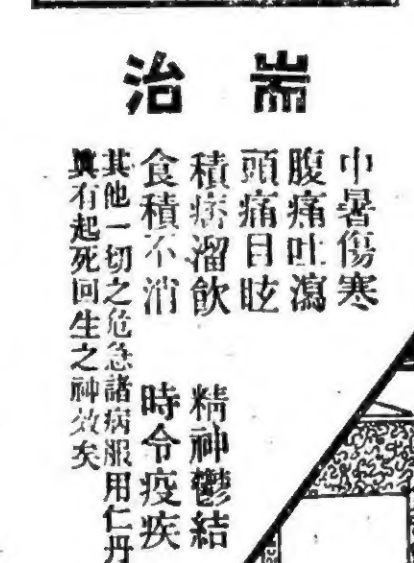 耑治
中暑傷寒
腹痛吐瀉
頭痛目眩
積痞溜飲 精神鬱結
食積不消 時令疫疾
其他一切之危急諸病服用仁丹
眞有起死回生之神效矣